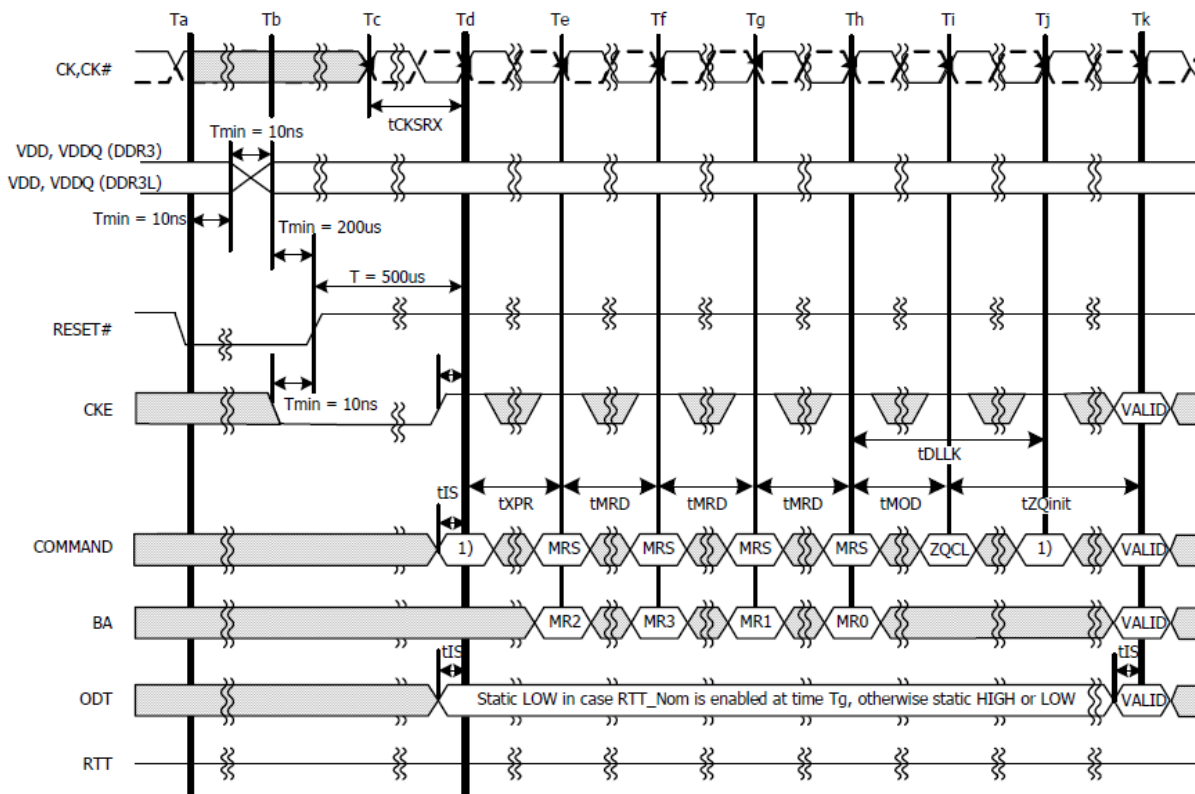 Ta Tb Tc Td Te Tf Tg Th Ti Tj Tk
CK,CK#
tCKSRX
Tmin = 10ns
VDD, VDDQ (DDR3)
VDD, VDDQ (DDR3L)
Tmin = 10ns
Tmin = 200us
T = 500us
RESET#
CKE
Tmin = 10ns
VALID
tDLLK
tIS
tXPR tMRD tMRD tMRD tMOD tZQinit
COMMAND 1) MRS MRS MRS MRS ZQCL 1) VALID
BA MR2 MR3 MR1 MR0 VALID
tIS tIS
ODT Static LOW in case RTT_Nom is enabled at time Tg, otherwise static HIGH or LOW VALID
RTT